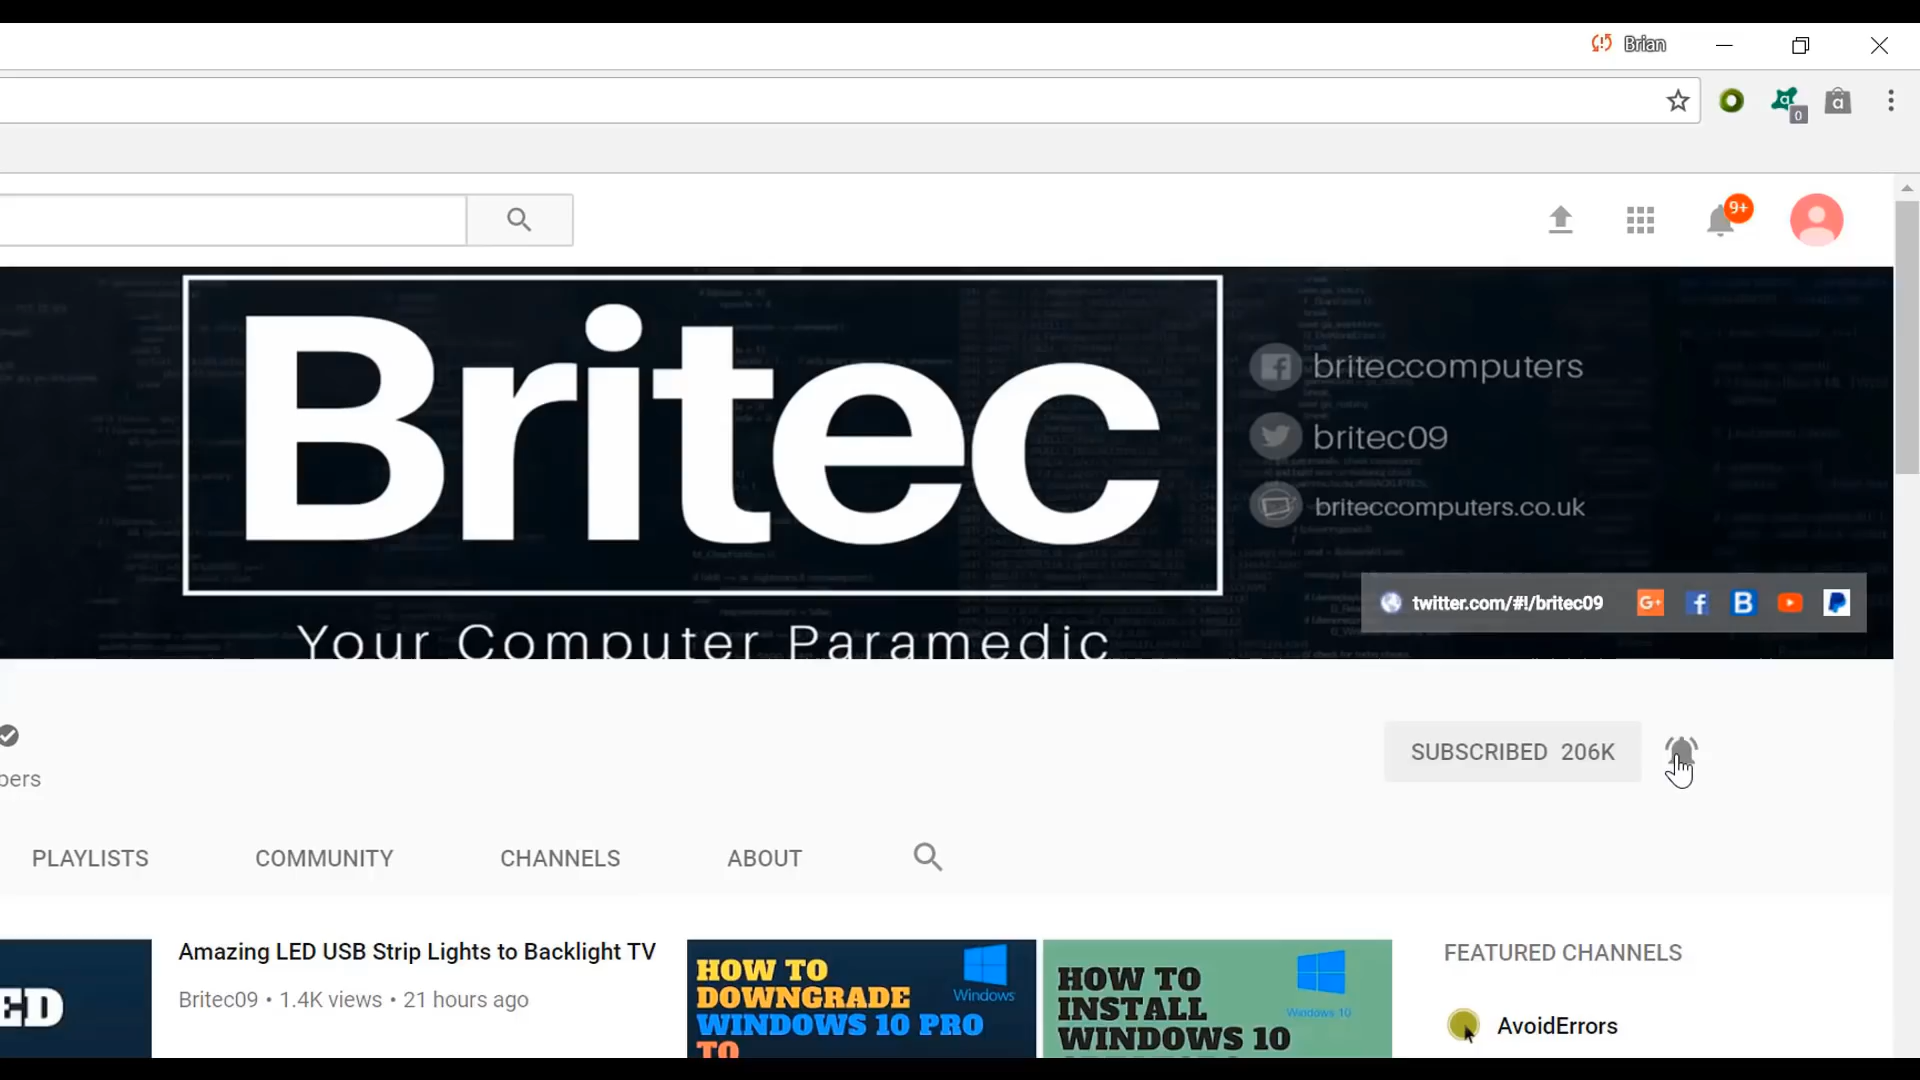 Brian
0
9+
Britec
briteccomputers
britec09
briteccomputers.co.uk
twitter.com/#!/britec09
Your Computer Paramedic
SUBSCRIBED 206K
bers
PLAYLISTS COMMUNITY CHANNELS ABOUT
Amazing LED USB Strip Lights to Backlight TV
Britec09 • 1.4K views • 21 hours ago
ED
HOW TO
DOWNGRADE
WINDOWS 10 PRO
TO
Windows
HOW TO
INSTALL
WINDOWS 10
Windows 10
FEATURED CHANNELS
AvoidErrors